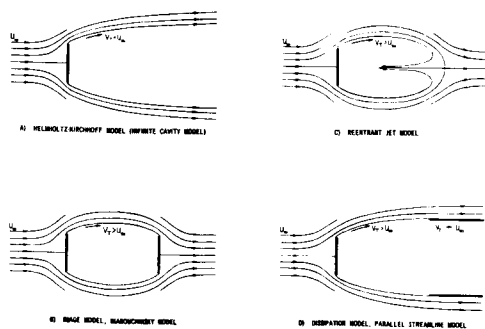 U∞
V_T = U∞
A) HELMHOLTZ-KIRCHHOFF MODEL (INFINITE CAVITY MODEL)
U∞
V_T > U∞
C) REENTRANT JET MODEL
U∞
V_T > U∞
B) IMAGE MODEL, RIABOUCHINSKY MODEL
U∞
V_T > U∞
V_T = U∞
D) DISSIPATION MODEL, PARALLEL STREAMLINE MODEL